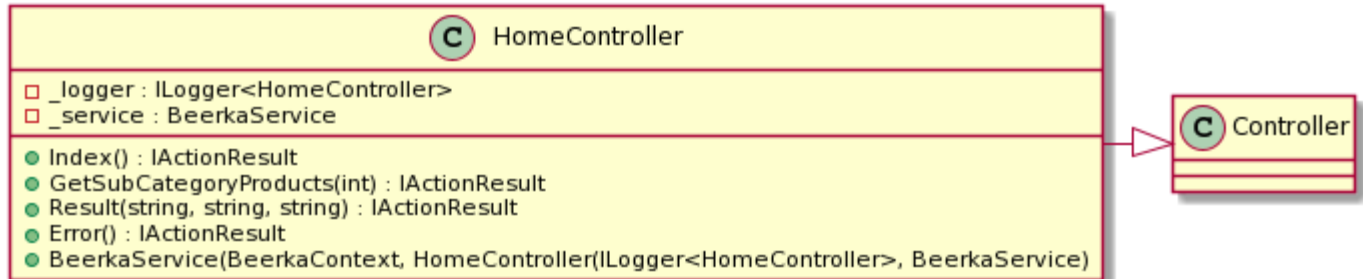 C HomeController
_logger : ILogger<HomeController>
_service : BeerkaService
Index() : IActionResult
GetSubCategoryProducts(int) : IActionResult
Result(string, string, string) : IActionResult
Error() : IActionResult
BeerkaService(BeerkaContext, HomeController(ILogger<HomeController>, BeerkaService)
C Controller